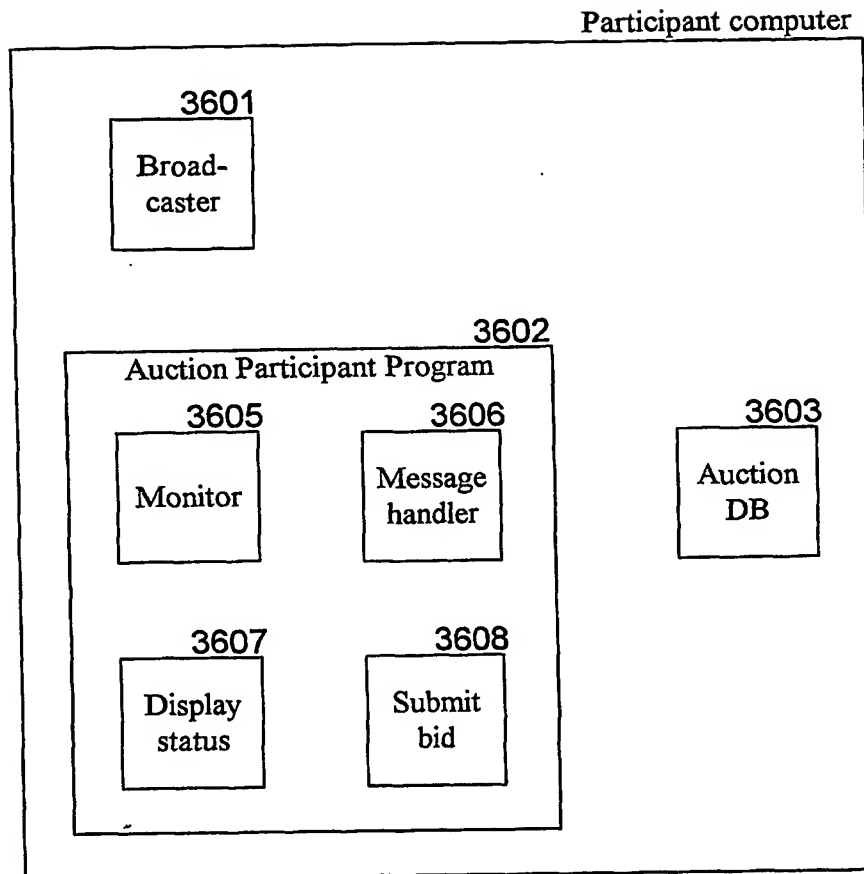 Participant computer
3601
Broad-
caster
3602
Auction Participant Program
3605
Monitor
3606
Message
handler
3603
Auction
DB
3607
Display
status
3608
Submit
bid